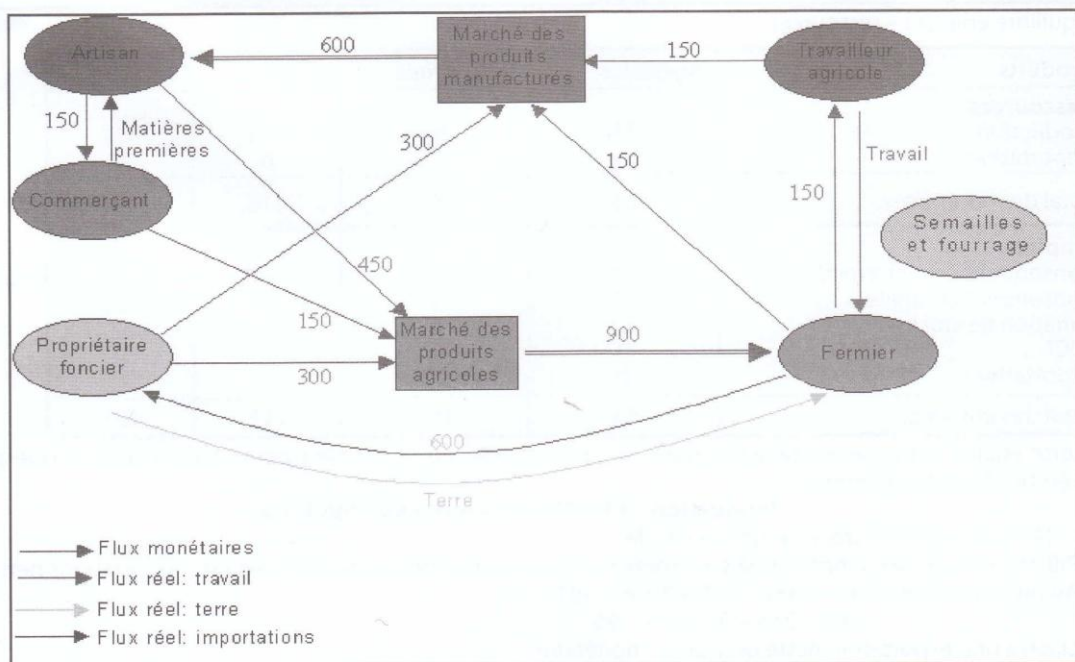 Artisan
600
Marché des
produits
manufacturés
150
Travailleur
agricole
150
Matières
premières
300
150
Travail
150
Commerçant
Semailles
et fourrage
450
150
Propriétaire
foncier
300
Marché des
produits
agricoles
900
Fermier
600
Terre
Flux monétaires
Flux réel: travail
Flux réel: terre
Flux réel: importations